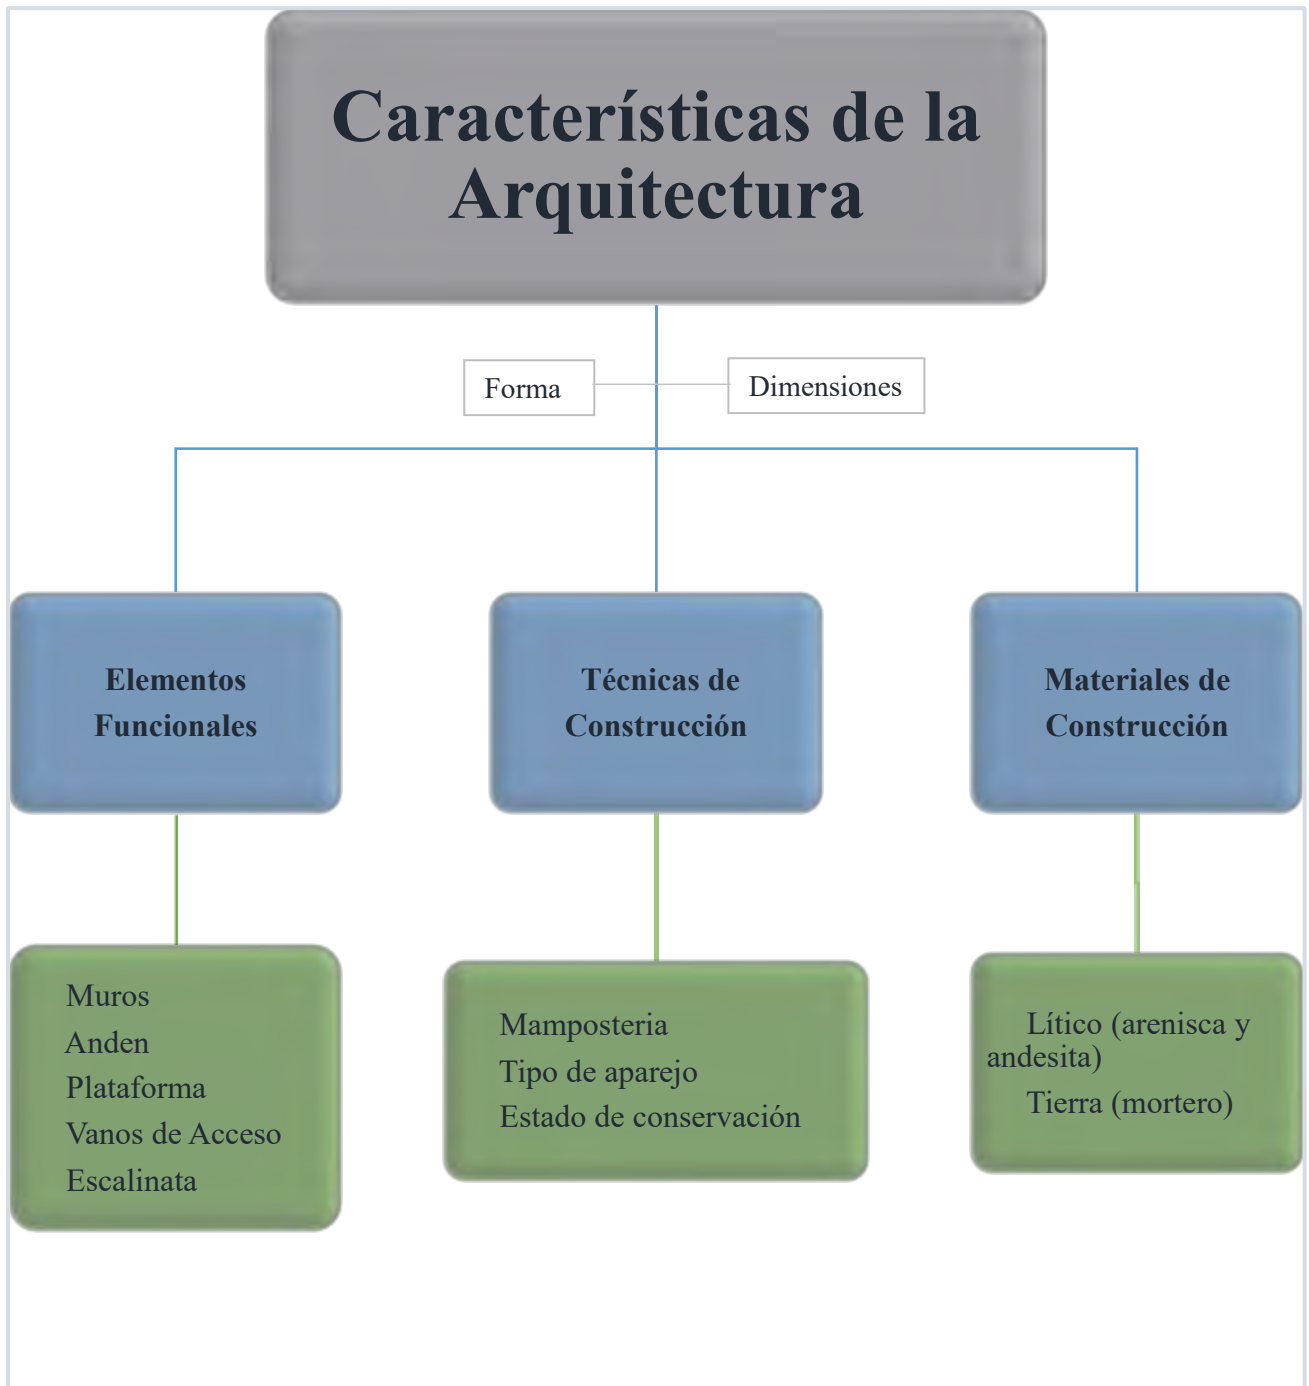 Características de la
Arquitectura
Forma
Dimensiones
Elementos
Funcionales
Técnicas de
Construcción
Materiales de
Construcción
Muros
Anden
Plataforma
Vanos de Acceso
Escalinata
Mamposteria
Tipo de aparejo
Estado de conservación
Lítico (arenisca y
andesita)
Tierra (mortero)